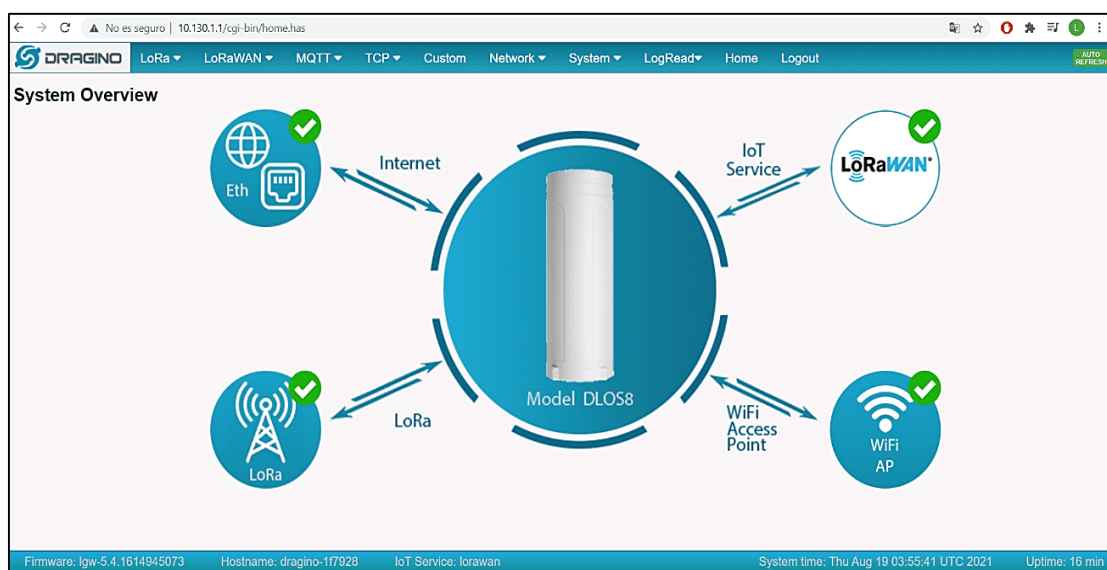 No es seguro | 10.130.1.1/cgi-bin/home.has
L
DRAGINO LoRa LoRaWAN MQTT TCP Custom Network System LogRead Home Logout AUTO REFRESH
System Overview
Eth
Internet
IoT
Service
LoRaWAN
Model DLOS8
LoRa
LoRa
WiFi
Access
Point
WiFi
AP
Firmware: lgw-5.4.1614945073 Hostname: dragino-1f7928 IoT Service: lorawan System time: Thu Aug 19 03:55:41 UTC 2021 Uptime: 16 min